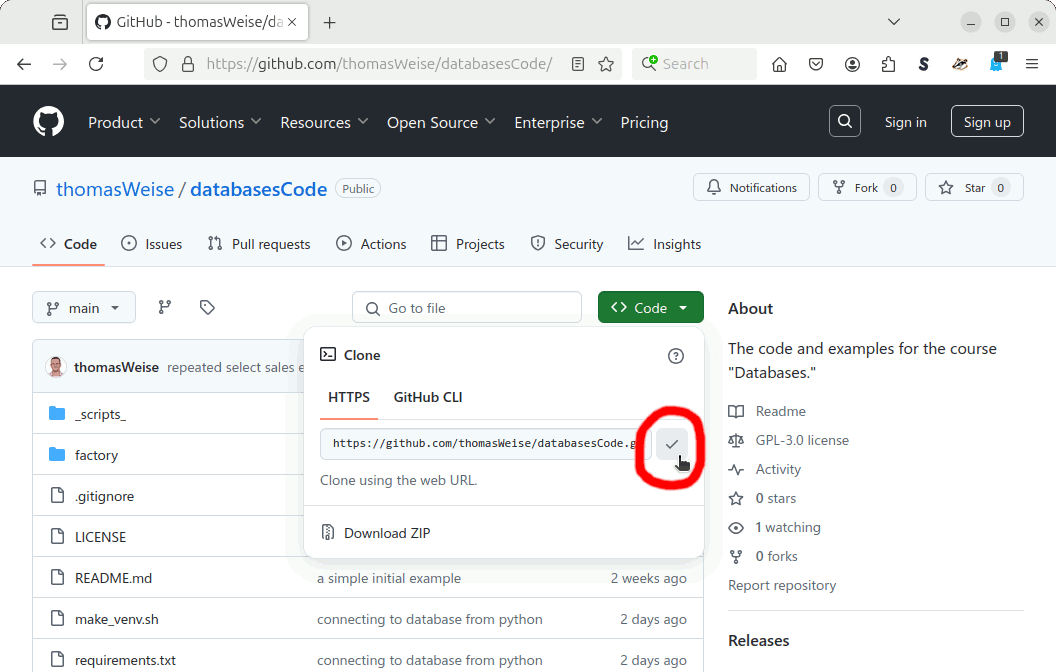 GitHub - thomasWeise/da
https://github.com/thomasWeise/databasesCode/
Search
1
Product Solutions Resources Open Source Enterprise Pricing
Sign in
Sign up
thomasWeise / databasesCode Public
Notifications
Fork 0
Star 0
Code Issues Pull requests Actions Projects Security Insights
main
Go to file
Code
thomasWeise repeated select sales e
_scripts_
factory
.gitignore
LICENSE
README.md a simple initial example 2 weeks ago
make_venv.sh connecting to database from python 2 days ago
requirements.txt connecting to database from python 2 days ago
Clone
HTTPS GitHub CLI
https://github.com/thomasWeise/databasesCode.g
Clone using the web URL.
Download ZIP
About
The code and examples for the course
"Databases."
Readme
GPL-3.0 license
Activity
0 stars
1 watching
0 forks
Report repository
Releases